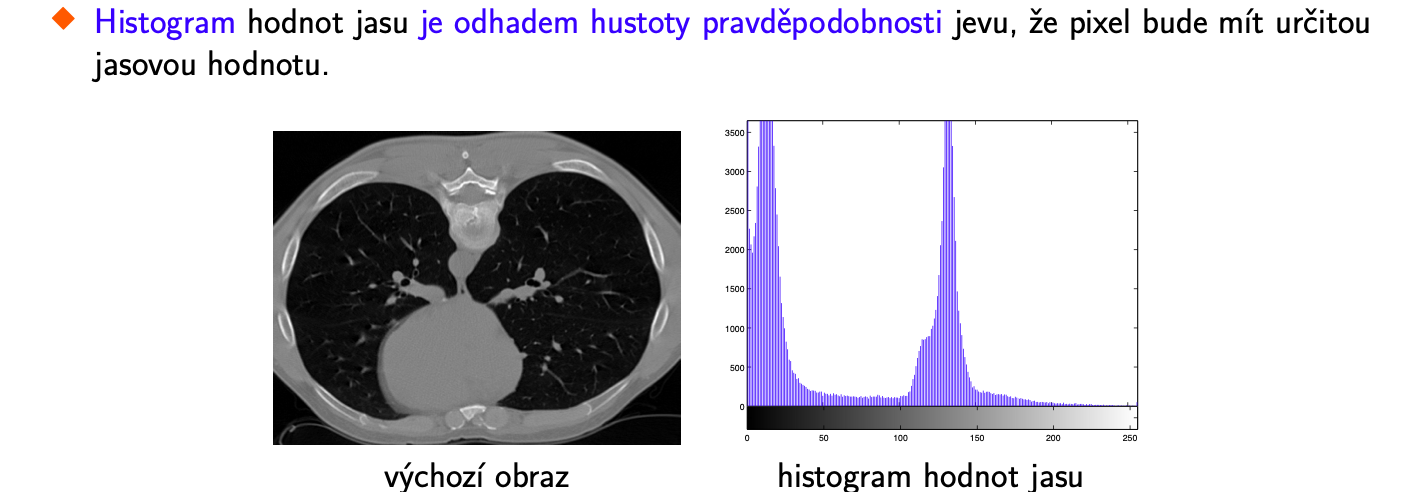 Histogram hodnot jasu je odhadem hustoty pravděpodobnosti jevu, že pixel bude mít určitou
jasovou hodnotu.
3500
3000
2500
2000
1500
1000
500
0
0 50 100 150 200 250
výchozí obraz
histogram hodnot jasu